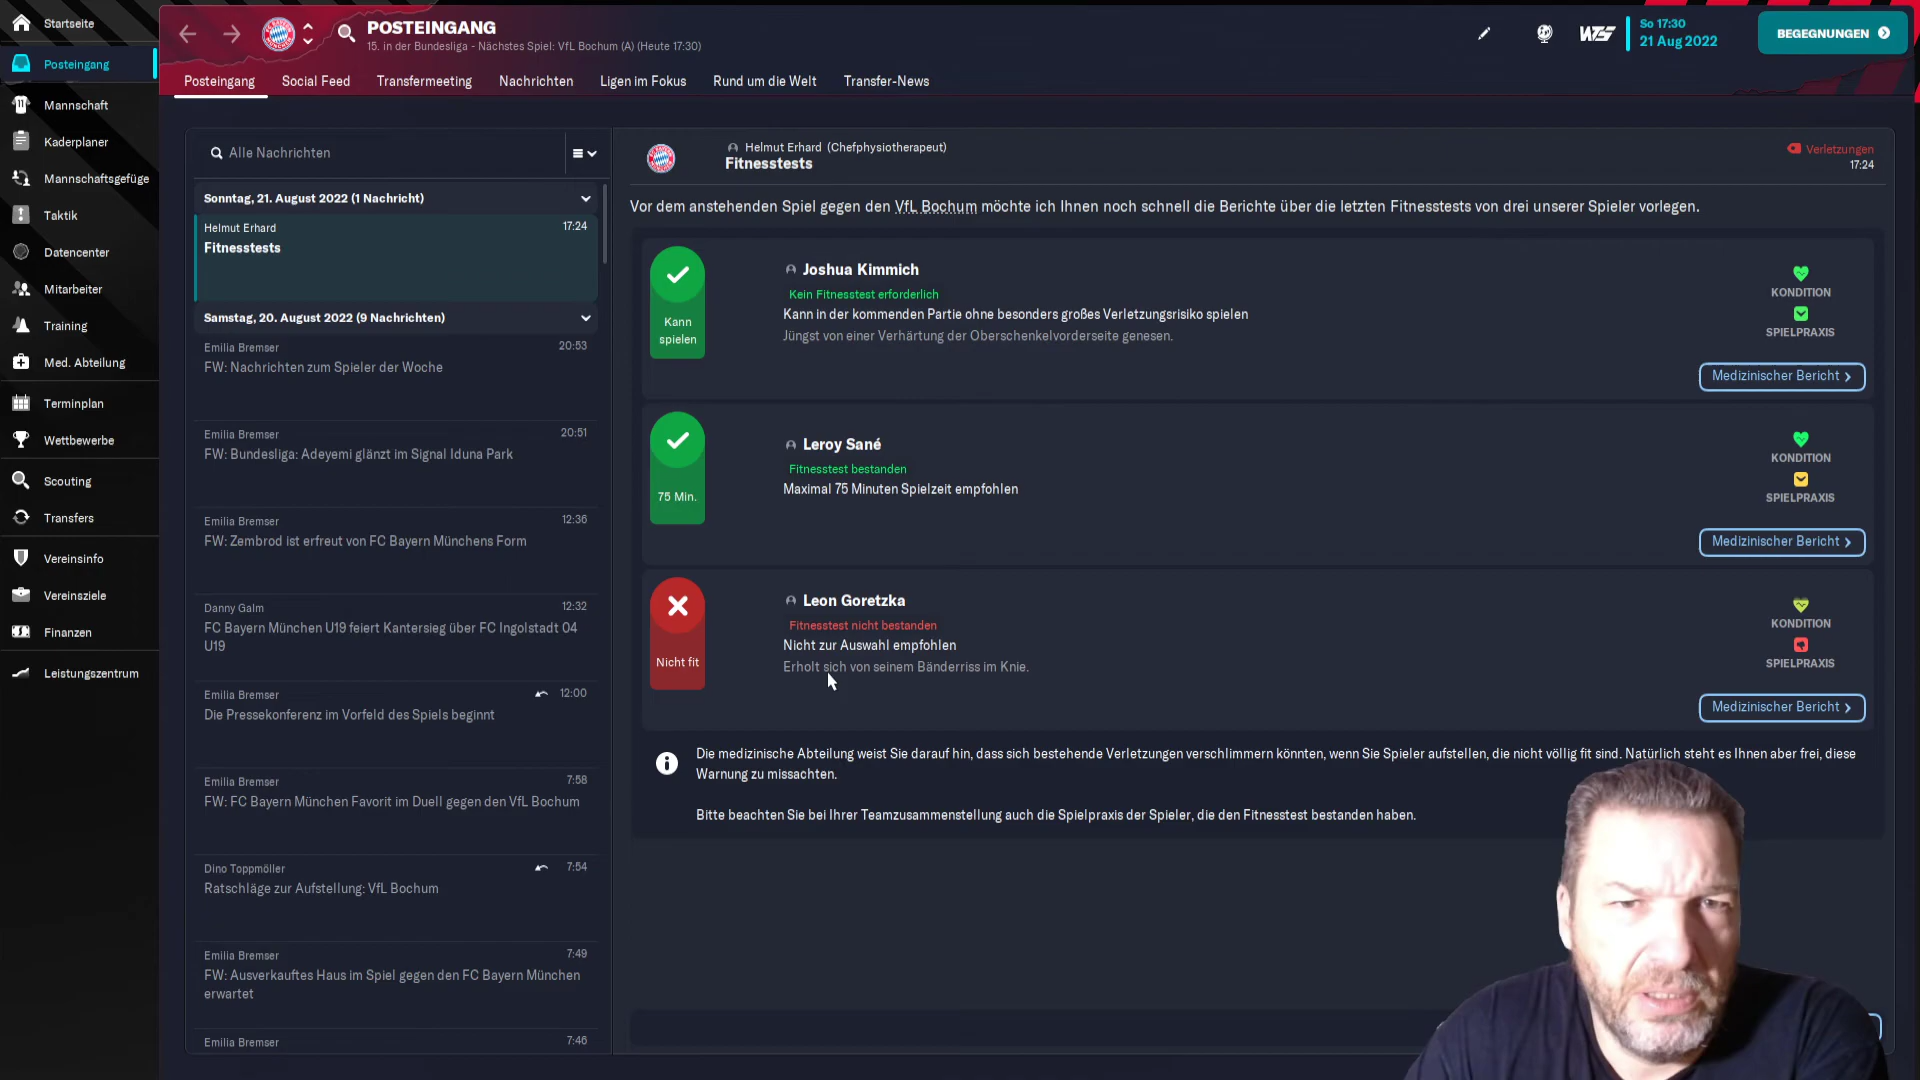 Startseite
Posteingang
Mannschaft
Kaderplaner
Mannschaftsgefüge
Taktik
Datencenter
Mitarbeiter
Training
Med. Abteilung
Terminplan
Wettbewerbe
Scouting
Transfers
Vereinsinfo
Vereinsziele
Finanzen
Leistungszentrum
POSTEINGANG
15. in der Bundesliga - Nächstes Spiel: VfL Bochum (A) (Heute 17:30)
So 17:30
21 Aug 2022
BEGEGNUNGEN
Posteingang
Social Feed
Transfermeeting
Nachrichten
Ligen im Fokus
Rund um die Welt
Transfer-News
Alle Nachrichten
Sonntag, 21. August 2022 (1 Nachricht)
Helmut Erhard 17:24
Fitnesstests
Samstag, 20. August 2022 (9 Nachrichten)
Emilia Bremser 20:53
FW: Nachrichten zum Spieler der Woche
Emilia Bremser 20:51
FW: Bundesliga: Adeyemi glänzt im Signal Iduna Park
Emilia Bremser 12:36
FW: Zembrod ist erfreut von FC Bayern Münchens Form
Danny Galm 12:32
FC Bayern München U19 feiert Kantersieg über FC Ingolstadt 04
U19
Emilia Bremser 12:00
Die Pressekonferenz im Vorfeld des Spiels beginnt
Emilia Bremser 7:58
FW: FC Bayern München Favorit im Duell gegen den VfL Bochum
Dino Toppmöller 7:54
Ratschläge zur Aufstellung: VfL Bochum
Emilia Bremser 7:49
FW: Ausverkauftes Haus im Spiel gegen den FC Bayern München
erwartet
Emilia Bremser 7:46
Helmut Erhard (Chefphysiotherapeut)
Fitnesstests
Verletzungen
17:24
Vor dem anstehenden Spiel gegen den VfL Bochum möchte ich Ihnen noch schnell die Berichte über die letzten Fitnesstests von drei unserer Spieler vorlegen.
Kann
spielen
Joshua Kimmich
Kein Fitnesstest erforderlich
Kann in der kommenden Partie ohne besonders großes Verletzungsrisiko spielen
Jüngst von einer Verhärtung der Oberschenkelvorderseite genesen.
KONDITION
SPIELPRAXIS
Medizinischer Bericht
75 Min.
Leroy Sané
Fitnesstest bestanden
Maximal 75 Minuten Spielzeit empfohlen
KONDITION
SPIELPRAXIS
Medizinischer Bericht
Nicht fit
Leon Goretzka
Fitnesstest nicht bestanden
Nicht zur Auswahl empfohlen
Erholt sich von seinem Bänderriss im Knie.
KONDITION
SPIELPRAXIS
Medizinischer Bericht
Die medizinische Abteilung weist Sie darauf hin, dass sich bestehende Verletzungen verschlimmern könnten, wenn Sie Spieler aufstellen, die nicht völlig fit sind. Natürlich steht es Ihnen aber frei, diese
Warnung zu missachten.
Bitte beachten Sie bei Ihrer Teamzusammenstellung auch die Spielpraxis der Spieler, die den Fitnesstest bestanden haben.